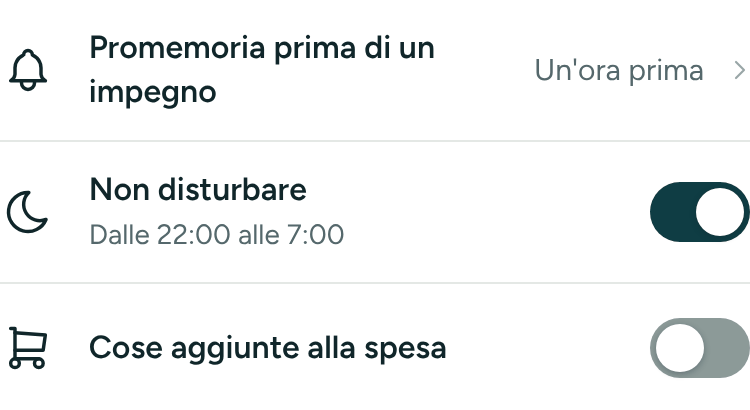 Promemoria prima di un
impegno
Un'ora prima
Non disturbare
Dalle 22:00 alle 7:00
Cose aggiunte alla spesa